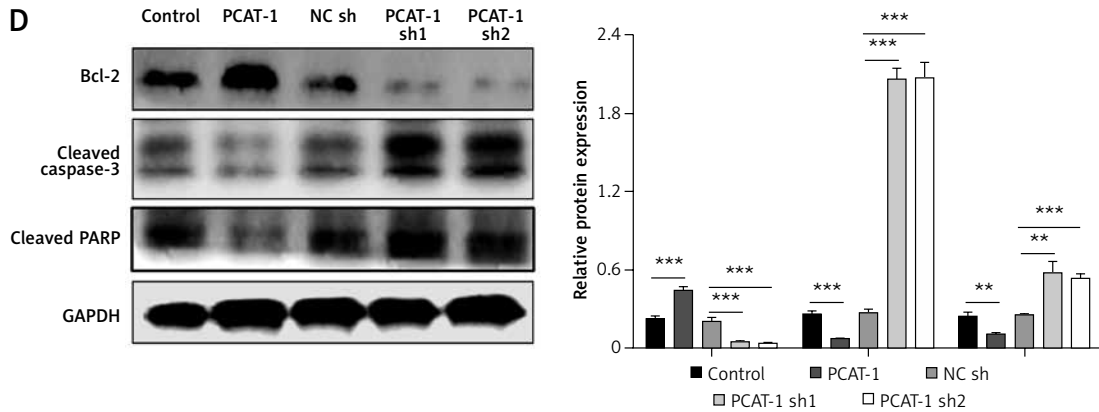 D
Control PCAT-1 NC sh PCAT-1 sh1 PCAT-1 sh2
Bcl-2
Cleaved caspase-3
Cleaved PARP
GAPDH
Relative protein expression
2.4
1.8
1.2
0.6
0
*** *** ***
*** *** ***
** *** **
Control PCAT-1 NC sh
PCAT-1 sh1 PCAT-1 sh2